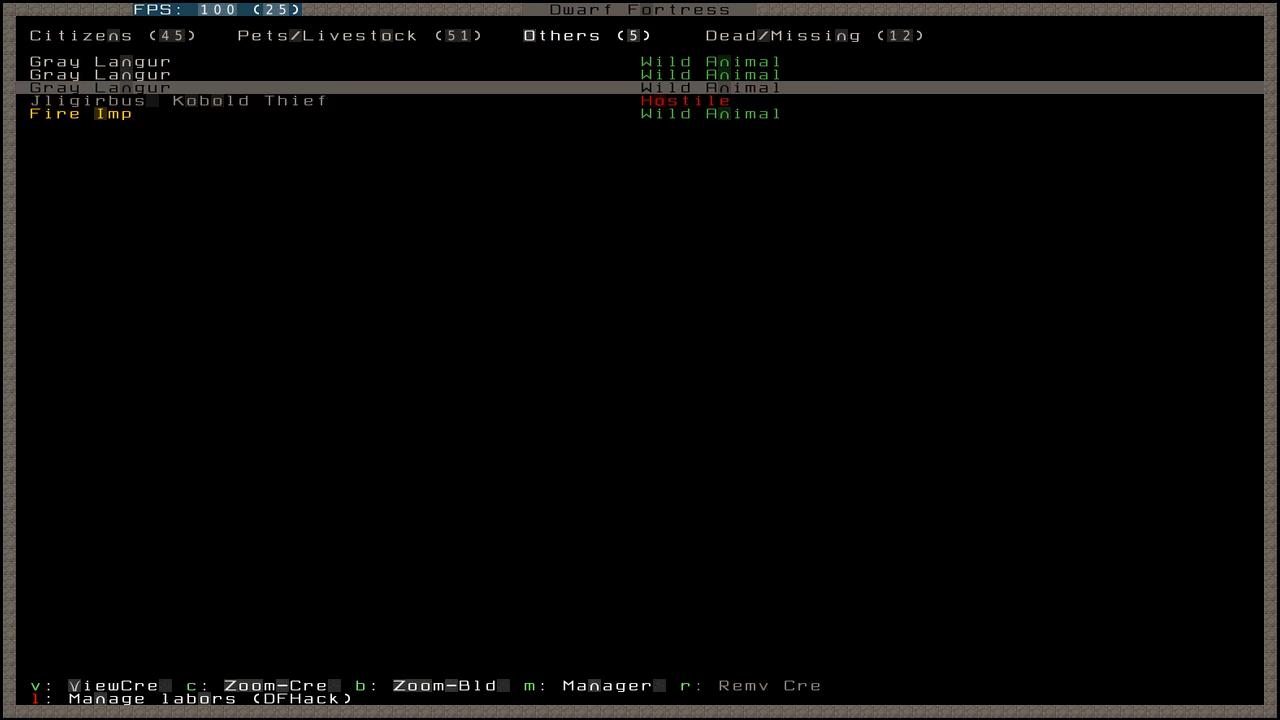 FPS: 100 (25) Dwarf Fortress
Citizens (45) Pets/Livestock (51) Others (5) Dead/Missing (12)
Gray Langur Wild Animal
Gray Langur Wild Animal
Gray Langur Wild Animal
Jligirbus Kobold Thief Hostile
Fire Imp Wild Animal
v: ViewCre c: Zoom-Cre b: Zoom-Bld m: Manager r: Remv Cre
l: Manage labors (DFHack)